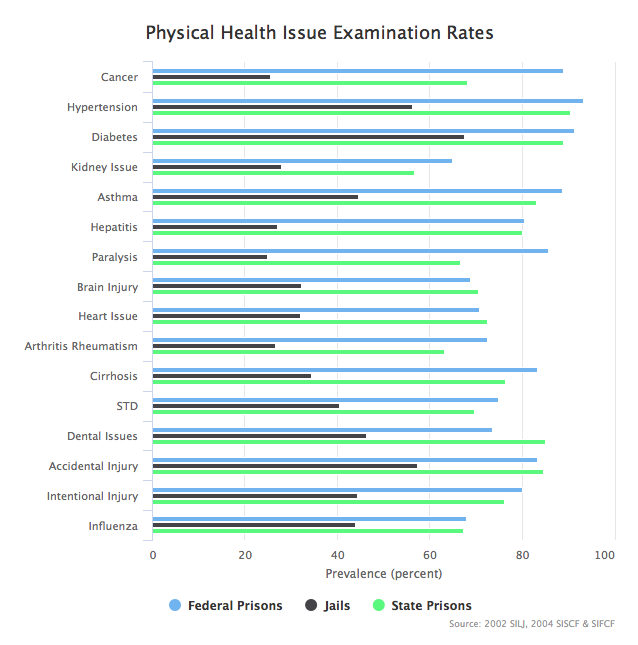 Physical Health Issue Examination Rates
Cancer
Hypertension
Diabetes
Kidney Issue
Asthma
Hepatitis
Paralysis
Brain Injury
Heart Issue
Arthritis Rheumatism
Cirrhosis
STD
Dental Issues
Accidental Injury
Intentional Injury
Influenza
0 20 40 60 80 100
Prevalence (percent)
Federal Prisons Jails State Prisons
Source: 2002 SILJ, 2004 SISCF & SIFCF